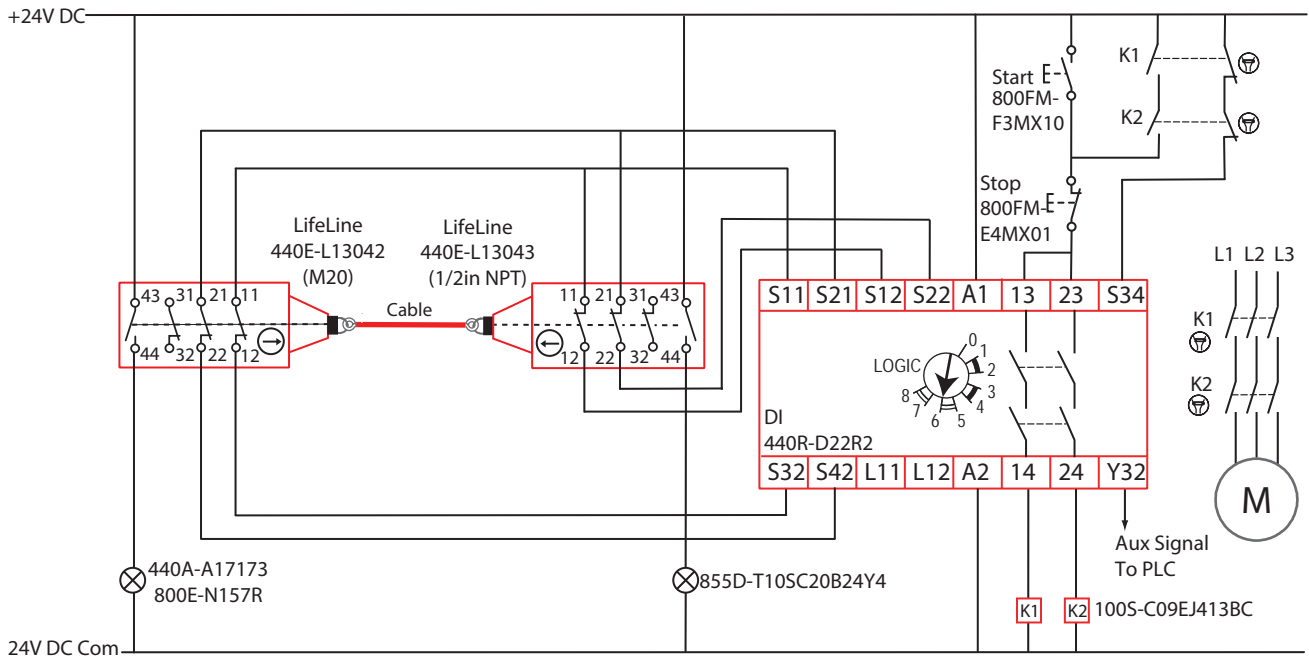 +24V DC
K1
Start
800FM-
F3MX10
K2
Stop
800FM-
E4MX01
LifeLine
440E-L13042
(M20)
LifeLine
440E-L13043
(1/2in NPT)
Cable
43 31 21 11
44 32 22 12
11 21 31 43
12 22 32 44
S11 S21 S12 S22 A1 13 23 S34
LOGIC
0
1
2
3
4
5
6
7
8
DI
440R-D22R2
S32 S42 L11 L12 A2 14 24 Y32
L1 L2 L3
K1
K2
M
Aux Signal
To PLC
440A-A17173
800E-N157R
855D-T10SC20B24Y4
K1
K2 100S-C09EJ413BC
24V DC Com